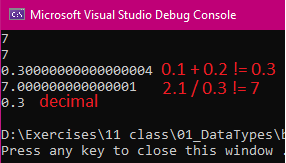 Microsoft Visual Studio Debug Console
7
7
0.30000000000000004 0.1 + 0.2 != 0.3
7.000000000000001 2.1 / 0.3 != 7
0.3 decimal
D:\Exercises\11 class\01_DataTypes\
Press any key to close this window .